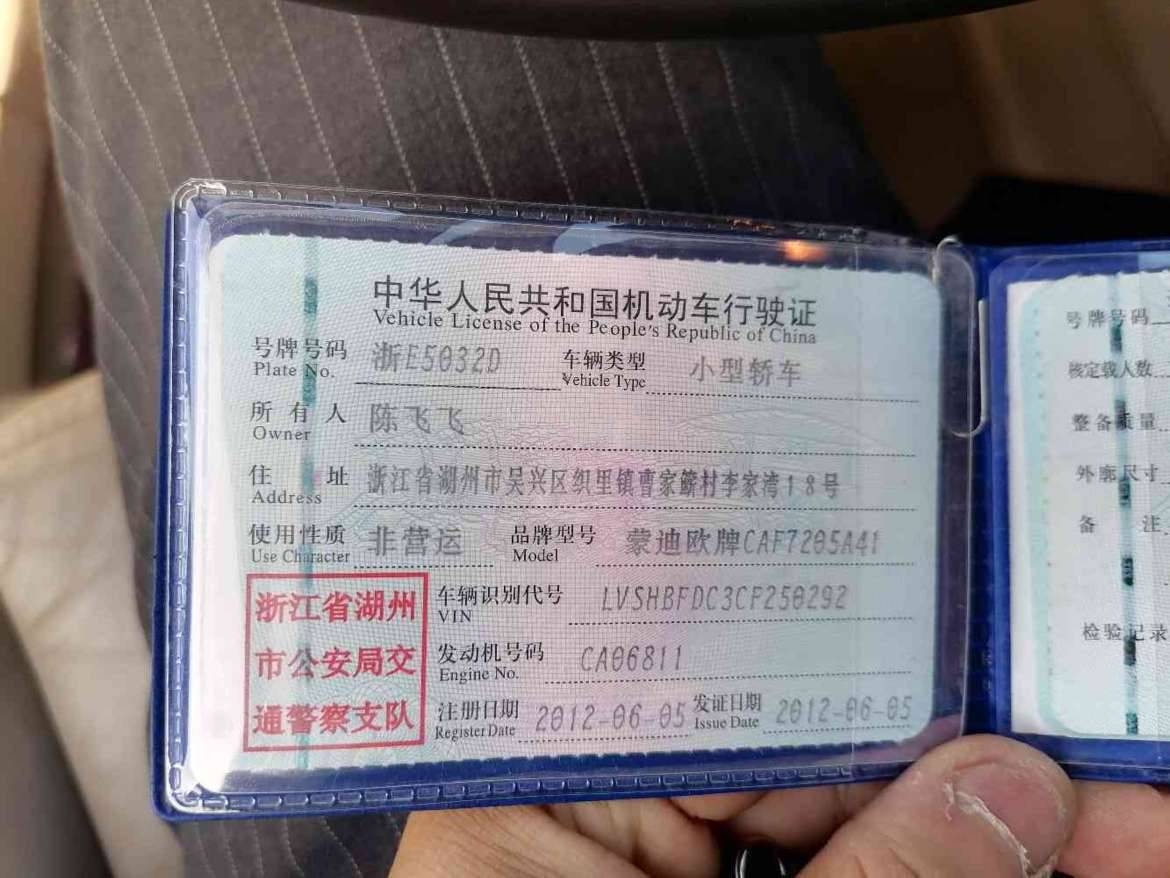 中华人民共和国机动车行驶证
Vehicle License of the People's Republic of China
号牌号码 浙E5032D 车辆类型 小型轿车
Plate No. Vehicle Type
所有人 陈飞飞
Owner
住址 浙江省湖州市吴兴区织里镇曹家簖村李家湾18号
Address
使用性质 非营运 品牌型号 蒙迪欧牌CAF7205A41
Use Character Model
浙江省湖州
市公安局交
通警察支队
车辆识别代号 LVSHBFDC3CF250292
VIN
发动机号码 CA06811
Engine No.
注册日期 2012-06-05 发证日期 2012-06-05
Register Date Issue Date
号牌号码
核定载人数
整备质量
外廓尺寸
备注
检验记录